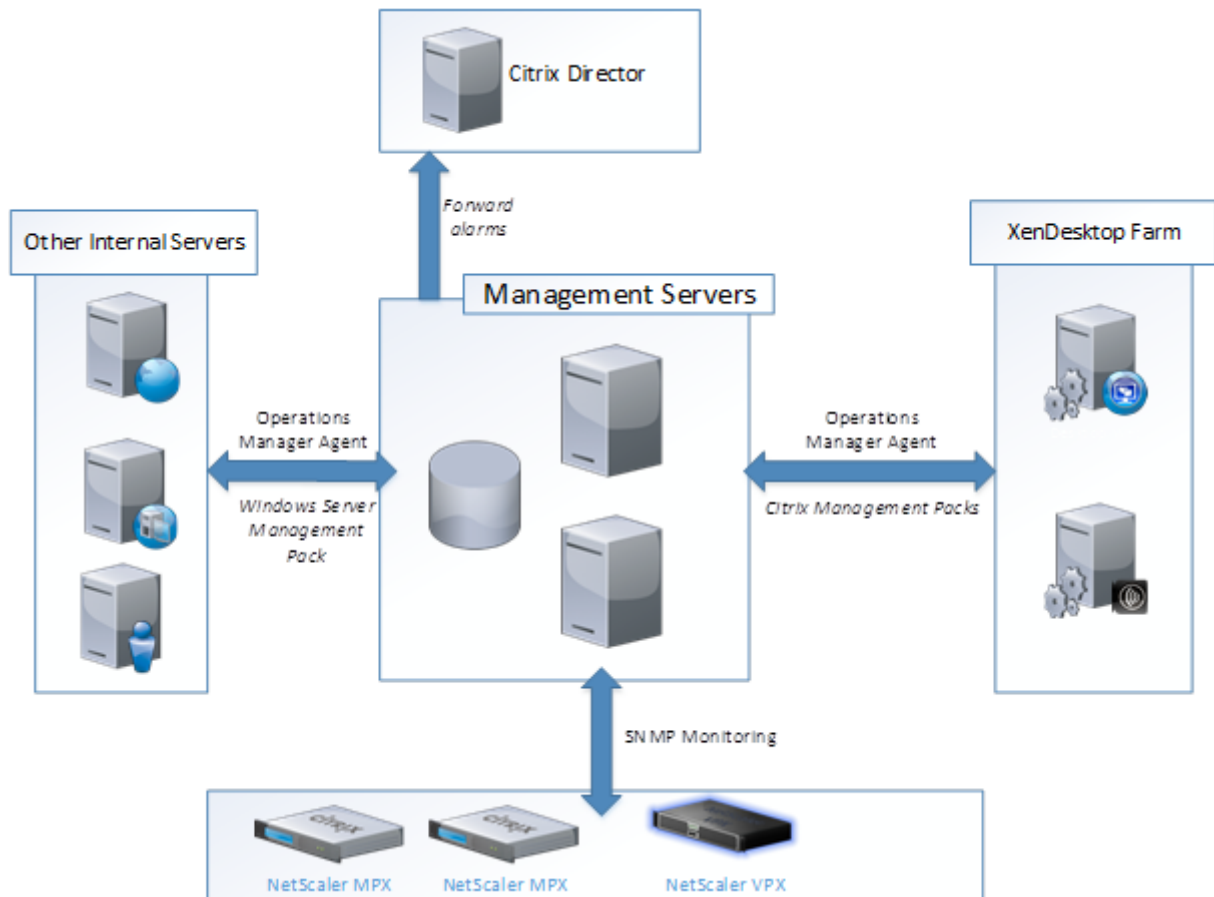 Citrix Director
Forward
alarms
Other Internal Servers
XenDesktop Farm
Management Servers
Operations
Manager Agent
Windows Server
Management
Pack
Operations
Manager Agent
Citrix Management Packs
SNMP Monitoring
CITRIX
CITRIX
NetScaler MPX
NetScaler MPX
NetScaler VPX